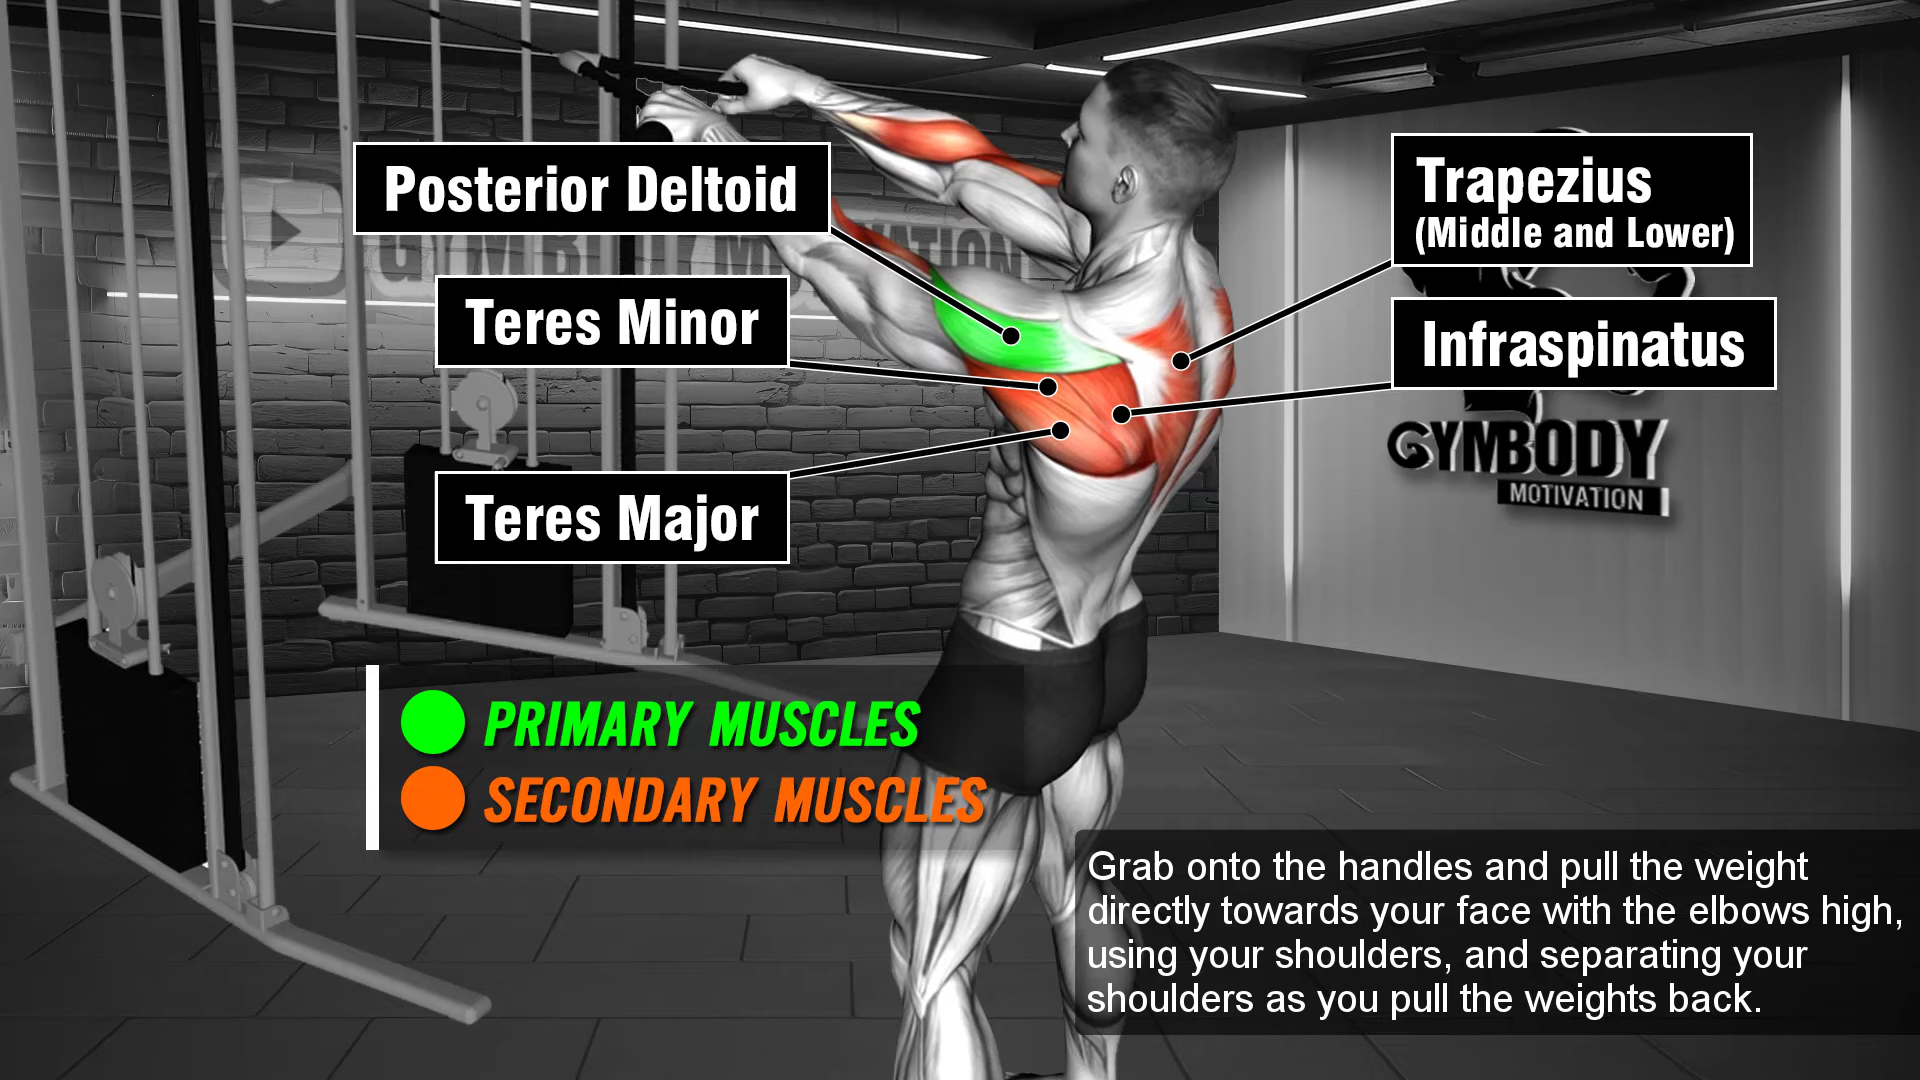 Posterior Deltoid
Trapezius
(Middle and Lower)
Teres Minor
Infraspinatus
Teres Major
GYMBODY MOTIVATION
GYMBODY
MOTIVATION
PRIMARY MUSCLES
SECONDARY MUSCLES
Grab onto the handles and pull the weight
directly towards your face with the elbows high,
using your shoulders, and separating your
shoulders as you pull the weights back.